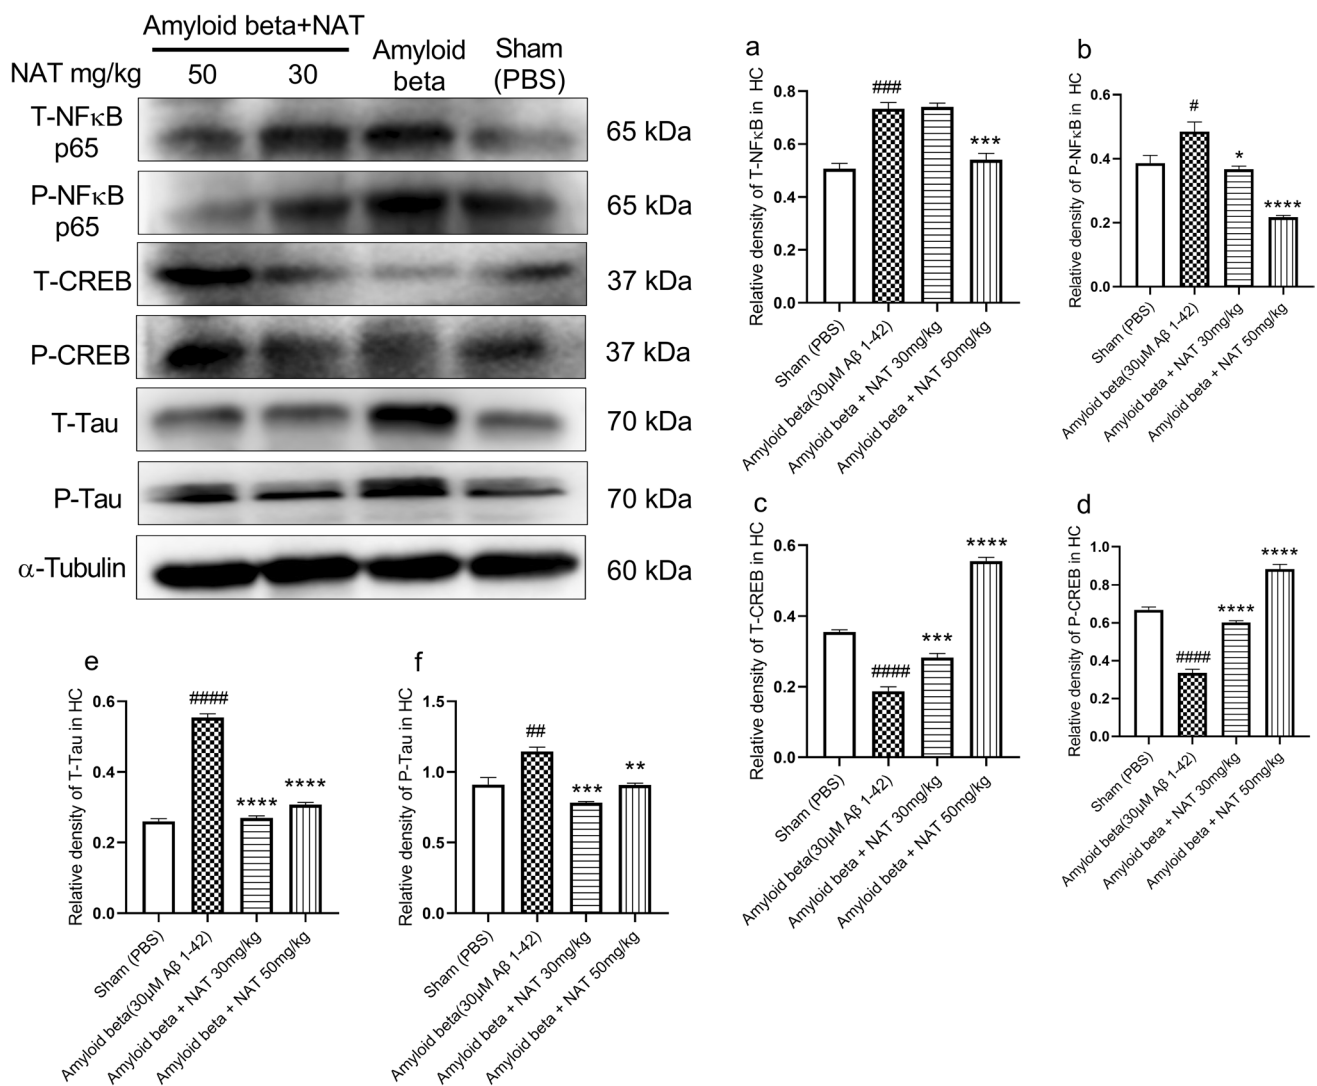 Amyloid beta+NAT
Amyloid
beta
Sham
(PBS)
NAT mg/kg
50
30
T-NFκB
p65
65 kDa
P-NFκB
p65
65 kDa
T-CREB
37 kDa
P-CREB
37 kDa
T-Tau
70 kDa
P-Tau
70 kDa
α-Tubulin
60 kDa
a
Relative density of T-NFκB in HC
0.8
0.6
0.4
0.2
0.0
###
***
Sham (PBS)
Amyloid beta(30µM Aβ 1-42)
Amyloid beta + NAT 30mg/kg
Amyloid beta + NAT 50mg/kg
b
Relative density of P-NFκB in HC
0.6
0.4
0.2
0.0
#
*
****
Sham (PBS)
Amyloid beta(30µM Aβ 1-42)
Amyloid beta + NAT 30mg/kg
Amyloid beta + NAT 50mg/kg
c
Relative density of T-CREB in HC
0.6
0.4
0.2
0.0
####
***
****
Sham (PBS)
Amyloid beta(30µM Aβ 1-42)
Amyloid beta + NAT 30mg/kg
Amyloid beta + NAT 50mg/kg
d
Relative density of P-CREB in HC
1.0
0.8
0.6
0.4
0.2
0.0
####
****
****
Sham (PBS)
Amyloid beta(30µM Aβ 1-42)
Amyloid beta + NAT 30mg/kg
Amyloid beta + NAT 50mg/kg
e
Relative density of T-Tau in HC
0.6
0.4
0.2
0.0
####
****
****
Sham (PBS)
Amyloid beta(30µM Aβ 1-42)
Amyloid beta + NAT 30mg/kg
Amyloid beta + NAT 50mg/kg
f
Relative density of P-Tau in HC
1.5
1.0
0.5
0.0
##
***
**
Sham (PBS)
Amyloid beta(30µM Aβ 1-42)
Amyloid beta + NAT 30mg/kg
Amyloid beta + NAT 50mg/kg